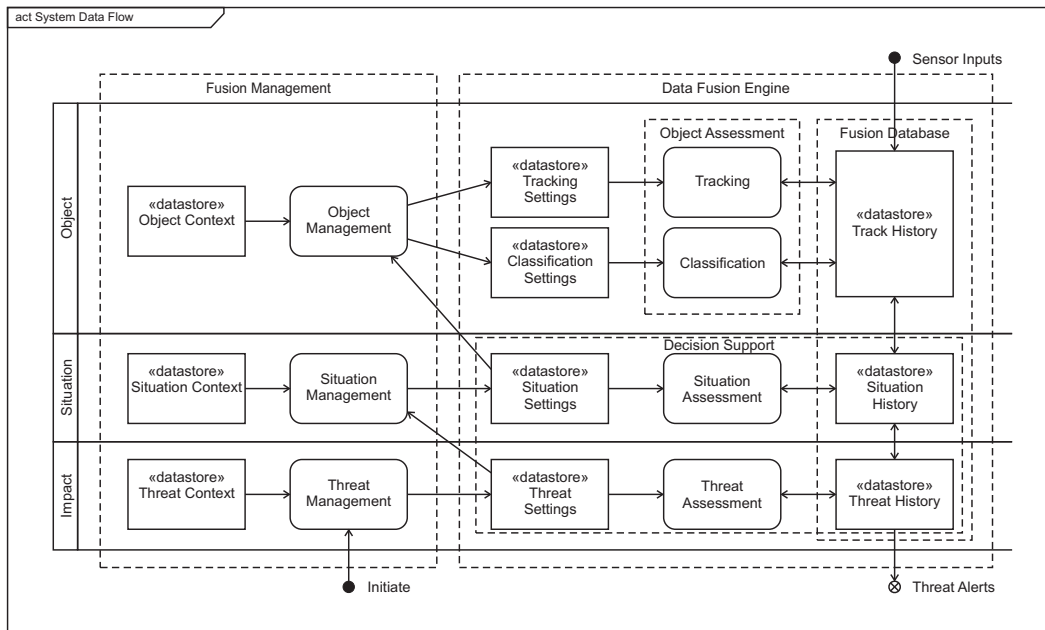 act System Data Flow
Sensor Inputs
Fusion Management
Data Fusion Engine
Object
Object Assessment
Fusion Database
«datastore»
Object Context
Object
Management
«datastore»
Tracking
Settings
Tracking
«datastore»
Track History
«datastore»
Classification
Settings
Classification
Situation
Decision Support
«datastore»
Situation Context
Situation
Management
«datastore»
Situation
Settings
Situation
Assessment
«datastore»
Situation
History
Impact
«datastore»
Threat Context
Threat
Management
«datastore»
Threat
Settings
Threat
Assessment
«datastore»
Threat History
Initiate
Threat Alerts